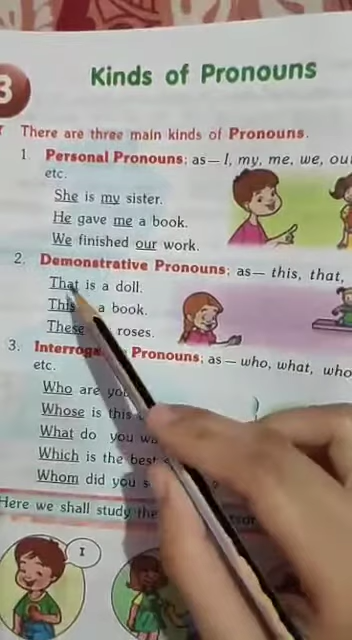 3
Kinds of Pronouns
There are three main kinds of Pronouns.
1. Personal Pronouns; as— I, my, me, we, our
etc.
She is my sister.
He gave me a book.
We finished our work.
2. Demonstrative Pronouns; as— this, that,
That is a doll.
This a book.
These roses.
3. Pronouns; as— who, what,
etc.
Who are
Whose is this
What do you
Which is the best
Whom did you ?
Here we shall study the
I